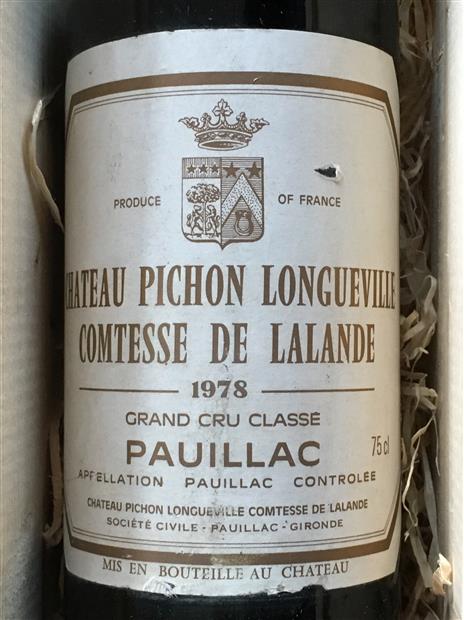 PRODUCE OF FRANCE
CHATEAU PICHON LONGUEVILLE
COMTESSE DE LALANDE
1978
GRAND CRU CLASSÉ
PAUILLAC
75 cl
APPELLATION PAUILLAC CONTROLÉE
CHATEAU PICHON LONGUEVILLE COMTESSE DE LALANDE
SOCIÉTÉ CIVILE - PAUILLAC - GIRONDE
MIS EN BOUTEILLE AU CHATEAU